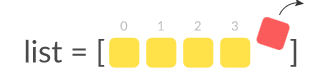 0 1 2 3
list = [ ]